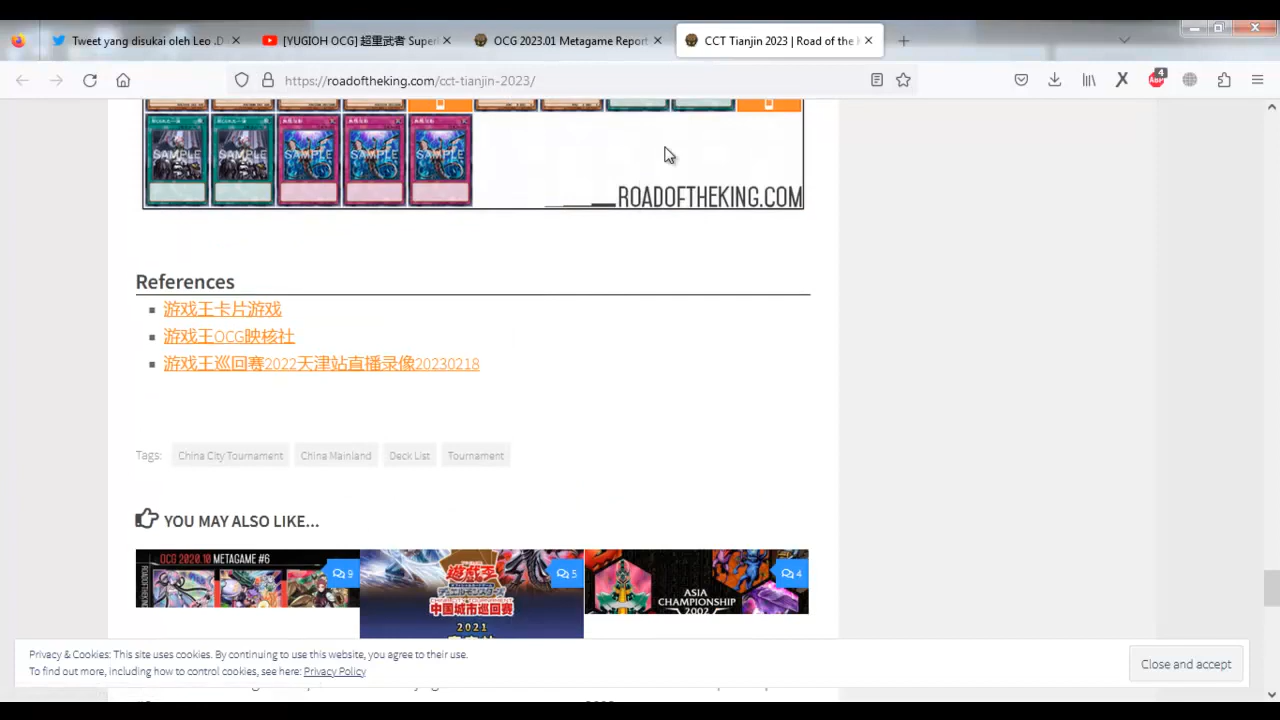 Tweet yang disukai oleh Leo .D
[YUGIOH OCG] 超重武者 Super
OCG 2023.01 Metagame Report
CCT Tianjin 2023 | Road of the
https://roadoftheking.com/cct-tianjin-2023/
4
SAMPLE SAMPLE SAMPLE SAMPLE SAMPLE
ROADOFTHEKING.COM
References
游戏王卡片游戏
游戏王OCG映核社
游戏王巡回赛2022天津站直播录像20230218
Tags: China City Tournament China Mainland Deck List Tournament
YOU MAY ALSO LIKE...
OCG 2020.10 METAGAME #6
9
遊戯王
中国城市巡回赛
2021
5
ASIA
CHAMPIONSHIP
2002
4
Privacy & Cookies: This site uses cookies. By continuing to use this website, you agree to their use.
To find out more, including how to control cookies, see here: Privacy Policy
Close and accept